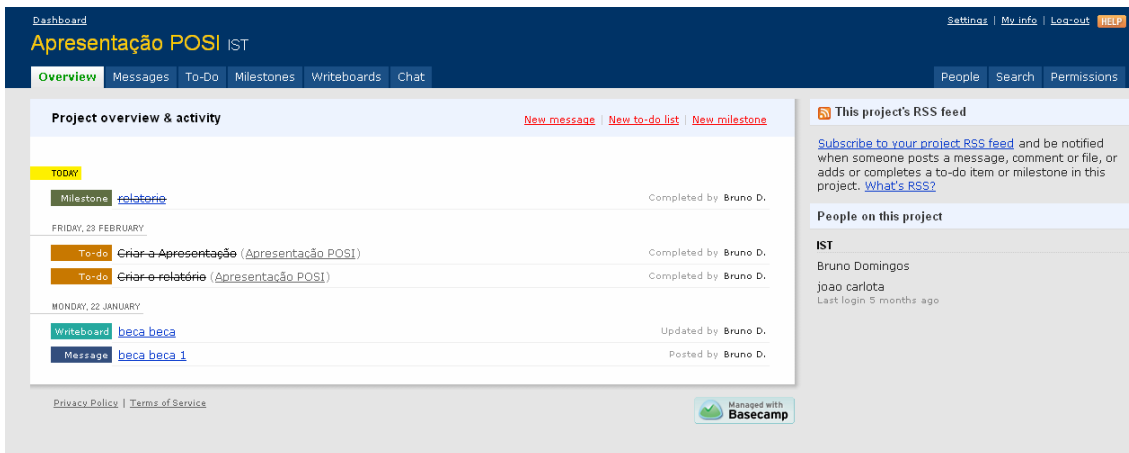 Dashboard
Settings | My info | Log-out HELP
Apresentação POSI IST
Overview Messages To-Do Milestones Writeboards Chat
People Search Permissions
Project overview & activity
New message | New to-do list | New milestone
TODAY
Milestone relatorio Completed by Bruno D.
FRIDAY, 23 FEBRUARY
To-do Criar a Apresentação (Apresentação POSI) Completed by Bruno D.
To-do Criar o relatório (Apresentação POSI) Completed by Bruno D.
MONDAY, 22 JANUARY
Writeboard beca beca Updated by Bruno D.
Message beca beca 1 Posted by Bruno D.
Privacy Policy | Terms of Service
Managed with
Basecamp
This project's RSS feed
Subscribe to your project RSS feed and be notified
when someone posts a message, comment or file, or
adds or completes a to-do item or milestone in this
project. What's RSS?
People on this project
IST
Bruno Domingos
joao carlota
Last login 5 months ago